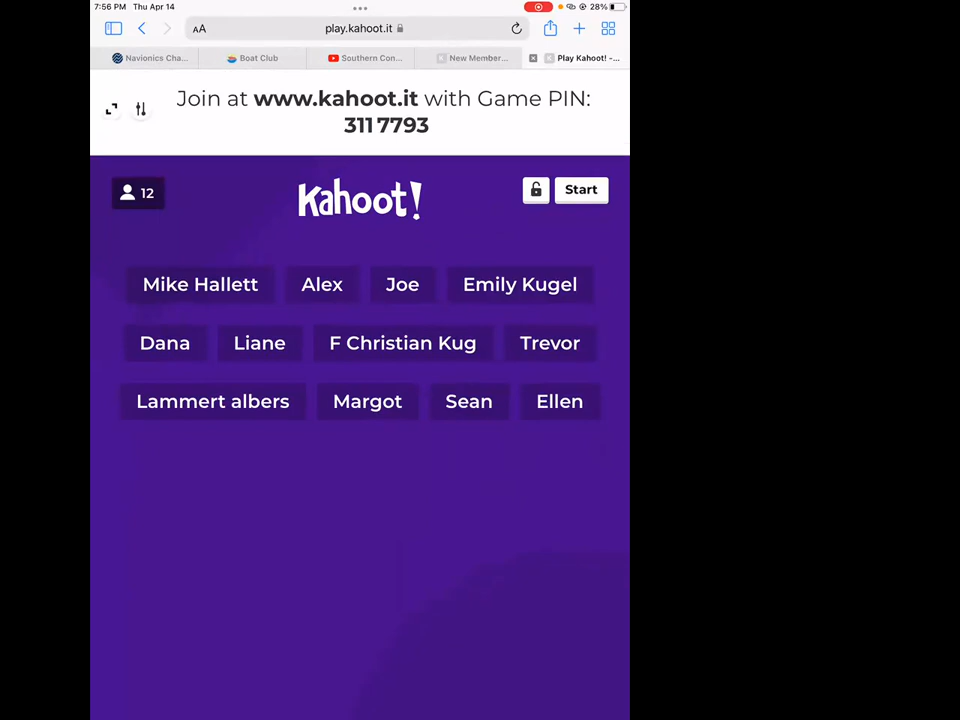 7:56 PM Thu Apr 14
28%
AA
play.kahoot.it
Navionics Cha...
Boat Club
Southern Con...
New Member...
Play Kahoot! -...
Join at www.kahoot.it with Game PIN:
311 7793
12
Kahoot!
Start
Mike Hallett Alex Joe Emily Kugel
Dana Liane F Christian Kug Trevor
Lammert albers Margot Sean Ellen